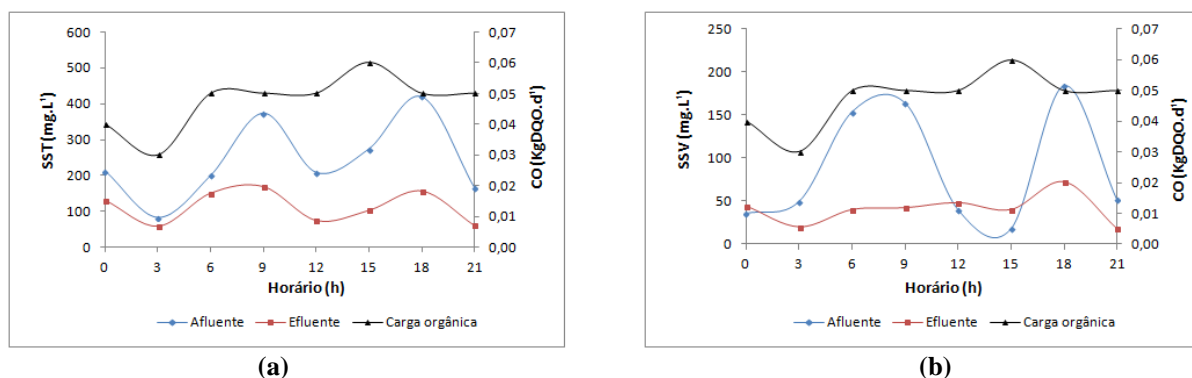 600
500
400
300
200
100
0
SST (mg.L¹)
0,07
0,06
0,05
0,04
0,03
0,02
0,01
0,00
CO (KgDQO.d¹)
0 3 6 9 12 15 18 21
Horário (h)
Afluente Efluente Carga orgânica
(a)
250
200
150
100
50
0
SSV (mg.L¹)
0,07
0,06
0,05
0,04
0,03
0,02
0,01
0,00
CO (KgDQO.d¹)
0 3 6 9 12 15 18 21
Horário (h)
Afluente Efluente Carga orgânica
(b)